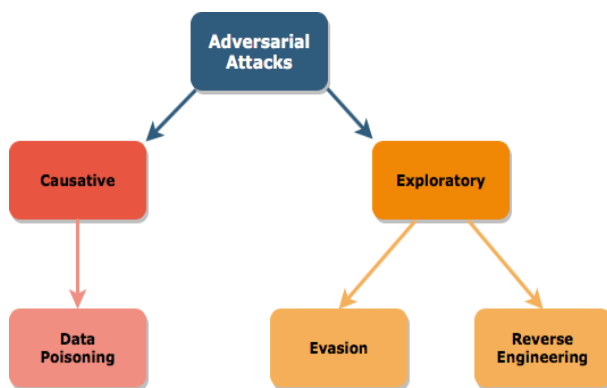 Adversarial
Attacks
Causative
Exploratory
Data
Poisoning
Evasion
Reverse
Engineering